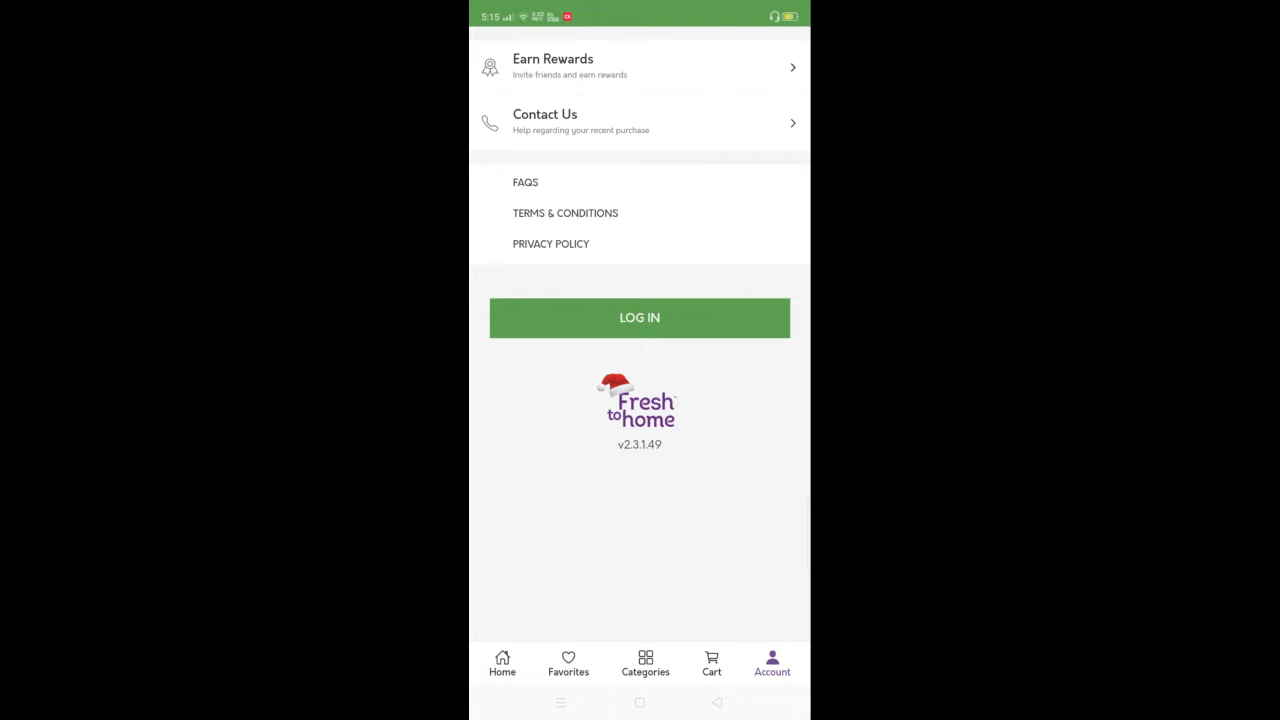 5:15
Earn Rewards
Invite friends and earn rewards
Contact Us
Help regarding your recent purchase
FAQS
TERMS & CONDITIONS
PRIVACY POLICY
LOG IN
Fresh
to home
v2.3.1.49
Home Favorites Categories Cart Account